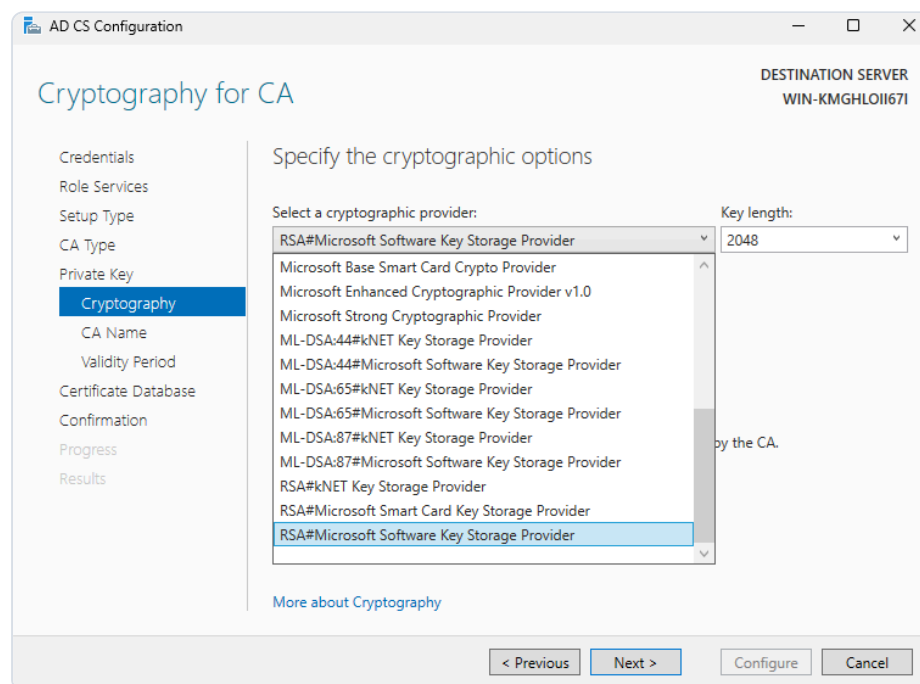 AD CS Configuration
DESTINATION SERVER
WIN-KMGHLOII67I
Cryptography for CA
Credentials
Role Services
Setup Type
CA Type
Private Key
Cryptography
CA Name
Validity Period
Certificate Database
Confirmation
Progress
Results
Specify the cryptographic options
Select a cryptographic provider:
Key length:
RSA#Microsoft Software Key Storage Provider
2048
Microsoft Base Smart Card Crypto Provider
Microsoft Enhanced Cryptographic Provider v1.0
Microsoft Strong Cryptographic Provider
ML-DSA:44#kNET Key Storage Provider
ML-DSA:44#Microsoft Software Key Storage Provider
ML-DSA:65#kNET Key Storage Provider
ML-DSA:65#Microsoft Software Key Storage Provider
ML-DSA:87#kNET Key Storage Provider
ML-DSA:87#Microsoft Software Key Storage Provider
RSA#kNET Key Storage Provider
RSA#Microsoft Smart Card Key Storage Provider
RSA#Microsoft Software Key Storage Provider
by the CA.
More about Cryptography
< Previous
Next >
Configure
Cancel